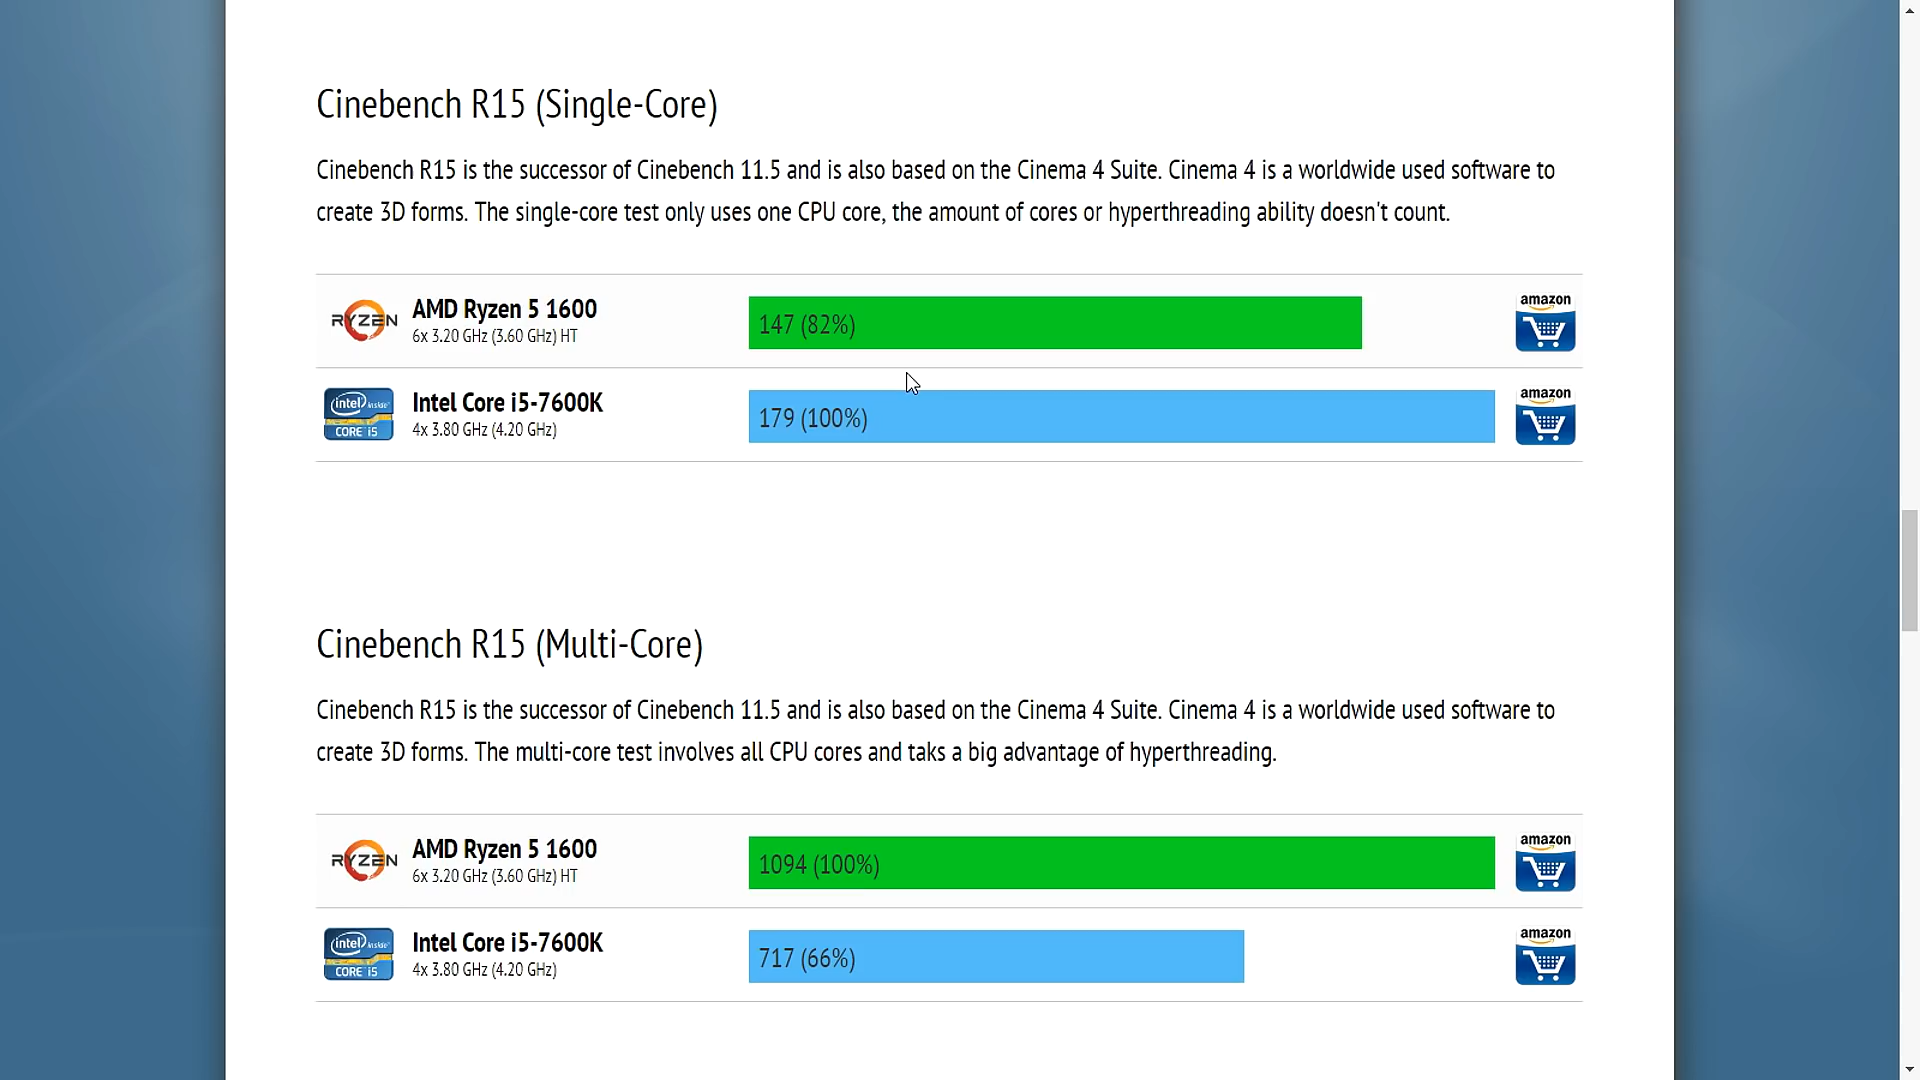 Cinebench R15 (Single-Core)
Cinebench R15 is the successor of Cinebench 11.5 and is also based on the Cinema 4 Suite. Cinema 4 is a worldwide used software to
create 3D forms. The single-core test only uses one CPU core, the amount of cores or hyperthreading ability doesn't count.
RYZEN
AMD Ryzen 5 1600
6x 3.20 GHz (3.60 GHz) HT
147 (82%)
amazon
intel inside
CORE i5
Intel Core i5-7600K
4x 3.80 GHz (4.20 GHz)
179 (100%)
amazon
Cinebench R15 (Multi-Core)
Cinebench R15 is the successor of Cinebench 11.5 and is also based on the Cinema 4 Suite. Cinema 4 is a worldwide used software to
create 3D forms. The multi-core test involves all CPU cores and taks a big advantage of hyperthreading.
RYZEN
AMD Ryzen 5 1600
6x 3.20 GHz (3.60 GHz) HT
1094 (100%)
amazon
intel inside
CORE i5
Intel Core i5-7600K
4x 3.80 GHz (4.20 GHz)
717 (66%)
amazon